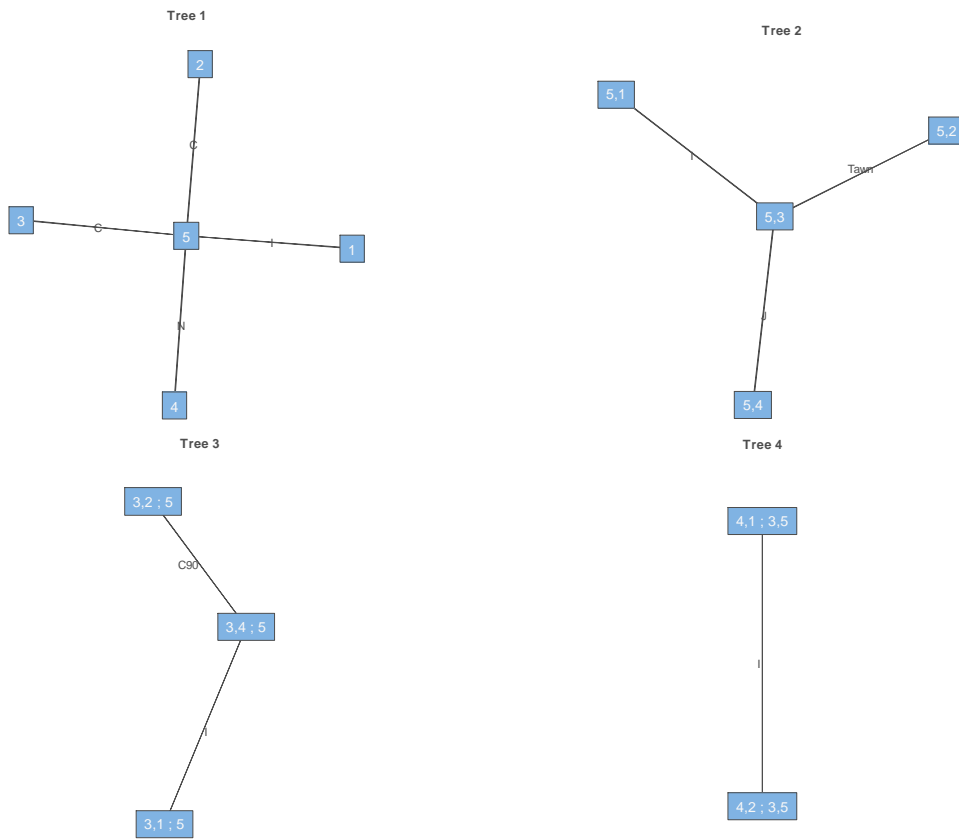 Tree 1
2
C
3
C
5
I
1
N
4
Tree 2
5,1
5,2
I
Tawn
5,3
J
5,4
Tree 3
3,2 ; 5
C90
3,4 ; 5
I
3,1 ; 5
Tree 4
4,1 ; 3,5
I
4,2 ; 3,5